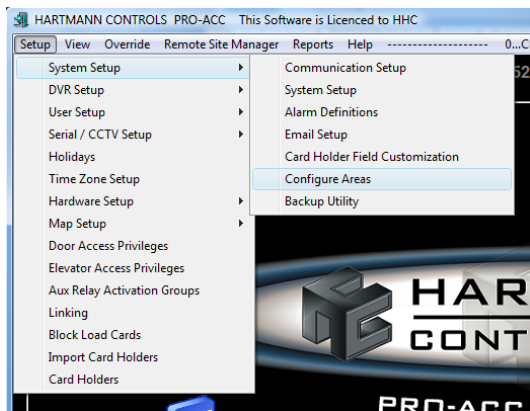 HARTMANN CONTROLS PRO-ACC This Software is Licenced to HHC
Setup View Override Remote Site Manager Reports Help -------------------- 0...C
System Setup
DVR Setup
User Setup
Serial / CCTV Setup
Holidays
Time Zone Setup
Hardware Setup
Map Setup
Door Access Privileges
Elevator Access Privileges
Aux Relay Activation Groups
Linking
Block Load Cards
Import Card Holders
Card Holders
Communication Setup
System Setup
Alarm Definitions
Email Setup
Card Holder Field Customization
Configure Areas
Backup Utility
52
HAR
CONT
PRO-ACC